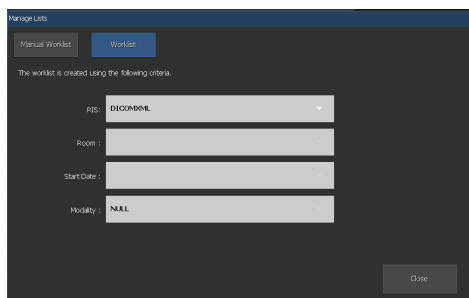 Manage Lists
Manual Worklist
Worklist
The worklist is created using the following criteria.
RIS: DICOMXML
Room :
Start Date :
Modality : NULL
Close